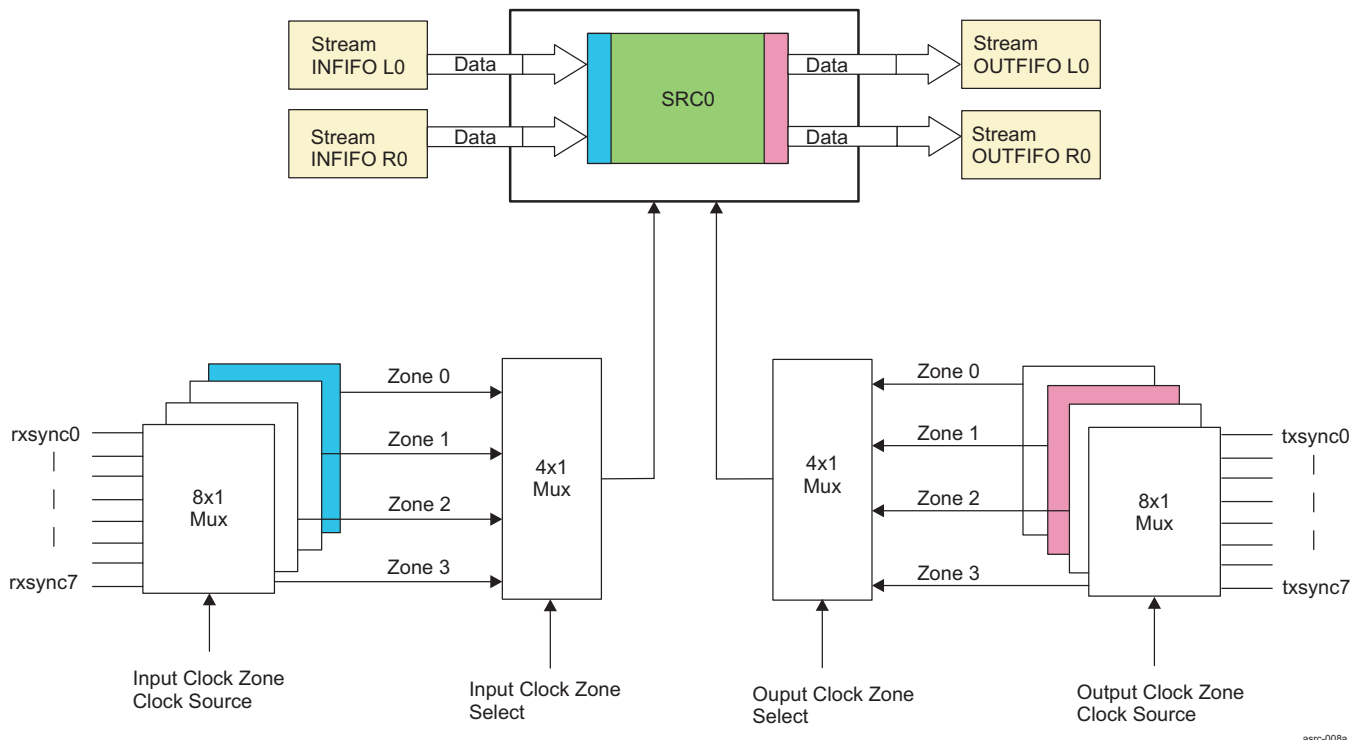 Stream
INFIFO L0
Data
Data
Stream
OUTFIFO L0
SRC0
Stream
INFIFO R0
Data
Data
Stream
OUTFIFO R0
Zone 0
Zone 0
rxsync0
Zone 1
Zone 1
txsync0
8x1
Mux
4x1
Mux
4x1
Mux
8x1
Mux
Zone 2
Zone 2
rxsync7
Zone 3
Zone 3
txsync7
Input Clock Zone
Clock Source
Input Clock Zone
Select
Ouput Clock Zone
Select
Output Clock Zone
Clock Source
asrc-008a